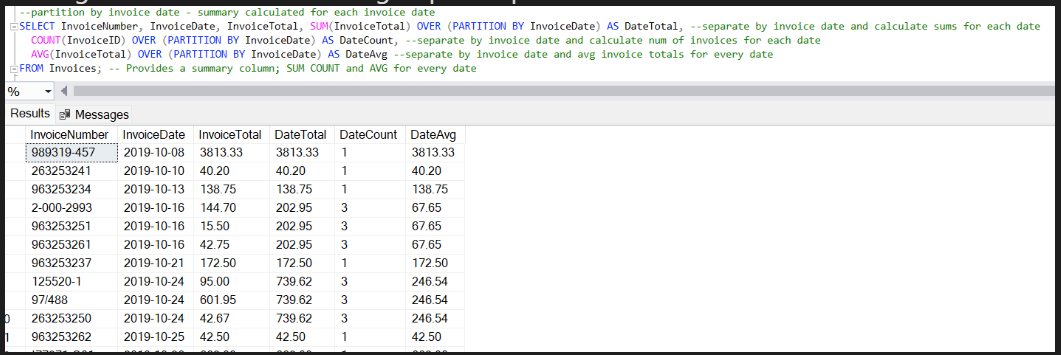 --partition by invoice date - summary calculated for each invoice date
SELECT InvoiceNumber, InvoiceDate, InvoiceTotal, SUM(InvoiceTotal) OVER (PARTITION BY InvoiceDate) AS DateTotal, --separate by invoice date and calculate sums for each date
COUNT(InvoiceID) OVER (PARTITION BY InvoiceDate) AS DateCount, --separate by invoice date and calculate num of invoices for each date
AVG(InvoiceTotal) OVER (PARTITION BY InvoiceDate) AS DateAvg --separate by invoice date and avg invoice totals for every date
FROM Invoices; -- Provides a summary column; SUM COUNT and AVG for every date
%
Results Messages
InvoiceNumber InvoiceDate InvoiceTotal DateTotal DateCount DateAvg
989319-457 2019-10-08 3813.33 3813.33 1 3813.33
263253241 2019-10-10 40.20 40.20 1 40.20
963253234 2019-10-13 138.75 138.75 1 138.75
2-000-2993 2019-10-16 144.70 202.95 3 67.65
963253251 2019-10-16 15.50 202.95 3 67.65
963253261 2019-10-16 42.75 202.95 3 67.65
963253237 2019-10-21 172.50 172.50 1 172.50
125520-1 2019-10-24 95.00 739.62 3 246.54
97/488 2019-10-24 601.95 739.62 3 246.54
0 263253250 2019-10-24 42.67 739.62 3 246.54
1 963253262 2019-10-25 42.50 42.50 1 42.50